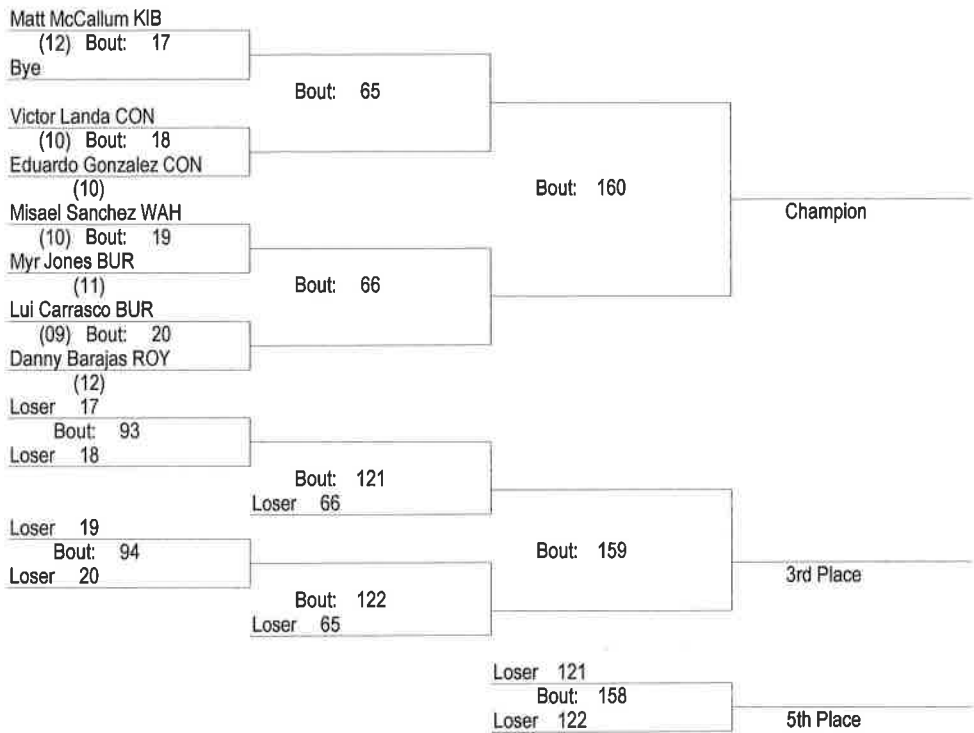 Matt McCallum KIB
(12) Bout: 17
Bye
Bout: 65
Victor Landa CON
(10) Bout: 18
Eduardo Gonzalez CON
(10)
Bout: 160
Champion
Misael Sanchez WAH
(10) Bout: 19
Myr Jones BUR
(11)
Bout: 66
Lui Carrasco BUR
(09) Bout: 20
Danny Barajas ROY
(12)
Loser 17
Bout: 93
Loser 18
Bout: 121
Loser 66
Loser 19
Bout: 94
Loser 20
Bout: 159
3rd Place
Bout: 122
Loser 65
Loser 121
Bout: 158
Loser 122
5th Place